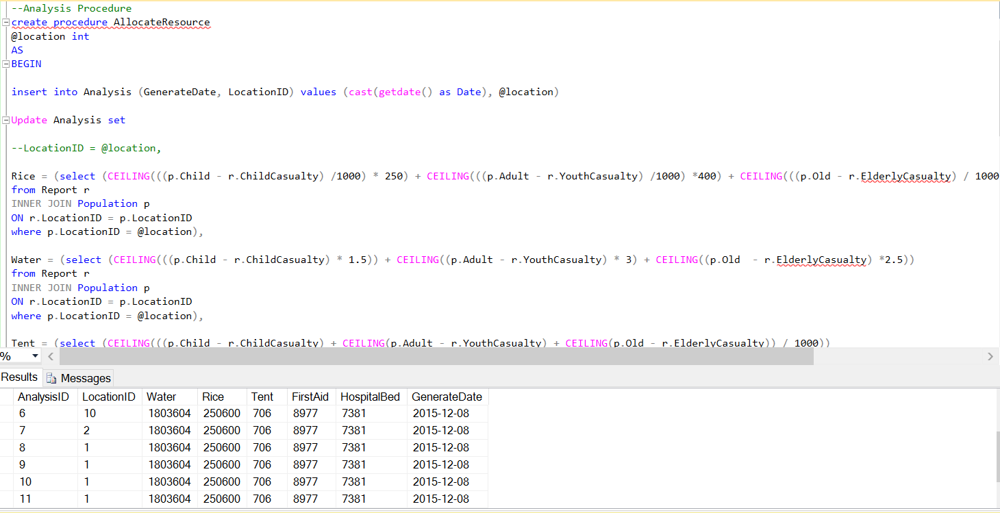 --Analysis Procedure
create procedure AllocateResource
@location int
AS
BEGIN
insert into Analysis (GenerateDate, LocationID) values (cast(getdate() as Date), @location)
Update Analysis set
--LocationID = @location,
Rice = (select (CEILING(((p.Child - r.ChildCasualty) /1000) * 250) + CEILING(((p.Adult - r.YouthCasualty) /1000) *400) + CEILING(((p.Old - r.ElderlyCasualty) / 1000
from Report r
INNER JOIN Population p
ON r.LocationID = p.LocationID
where p.LocationID = @location),
Water = (select (CEILING(((p.Child - r.ChildCasualty) * 1.5)) + CEILING((p.Adult - r.YouthCasualty) * 3) + CEILING((p.Old  - r.ElderlyCasualty) *2.5))
from Report r
INNER JOIN Population p
ON r.LocationID = p.LocationID
where p.LocationID = @location),
Tent = (select (CEILING(((p.Child - r.ChildCasualty) + CEILING(p.Adult - r.YouthCasualty) + CEILING(p.Old - r.ElderlyCasualty)) / 1000))
%
Results Messages
AnalysisID LocationID Water Rice Tent FirstAid HospitalBed GenerateDate
6 10 1803604 250600 706 8977 7381 2015-12-08
7 2 1803604 250600 706 8977 7381 2015-12-08
8 1 1803604 250600 706 8977 7381 2015-12-08
9 1 1803604 250600 706 8977 7381 2015-12-08
10 1 1803604 250600 706 8977 7381 2015-12-08
11 1 1803604 250600 706 8977 7381 2015-12-08